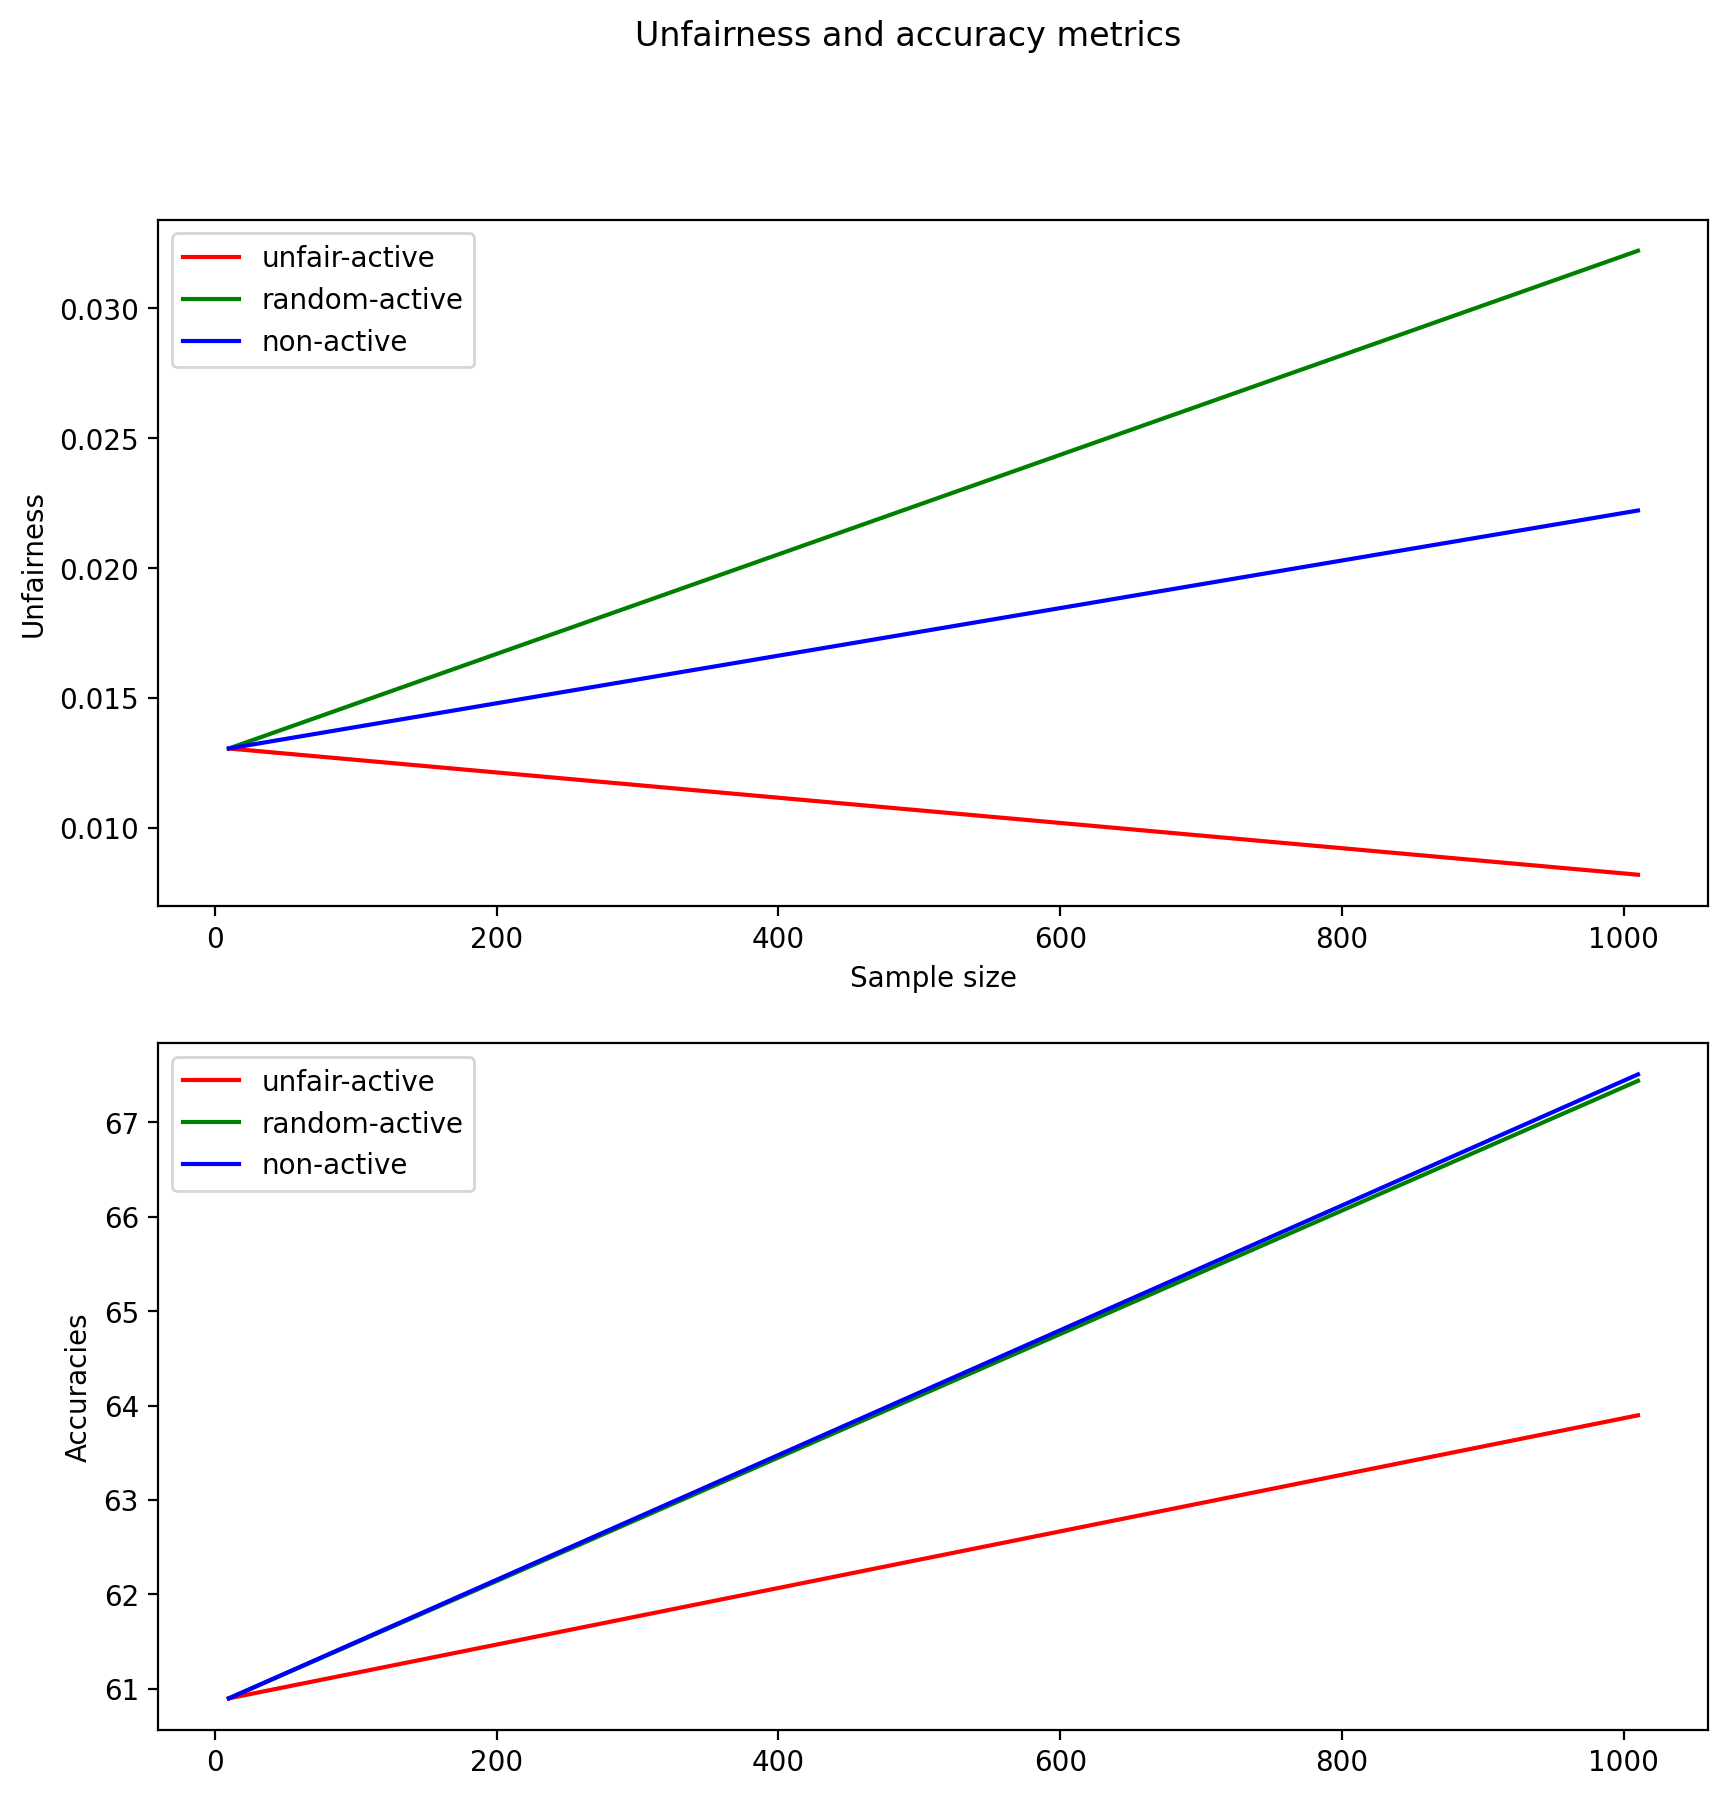 Unfairness and accuracy metrics
unfair-active
random-active
non-active
0.030
0.025
0.020
0.015
0.010
Unfairness
0 200 400 600 800 1000
Sample size
unfair-active
random-active
non-active
67
66
65
64
63
62
61
Accuracies
0 200 400 600 800 1000